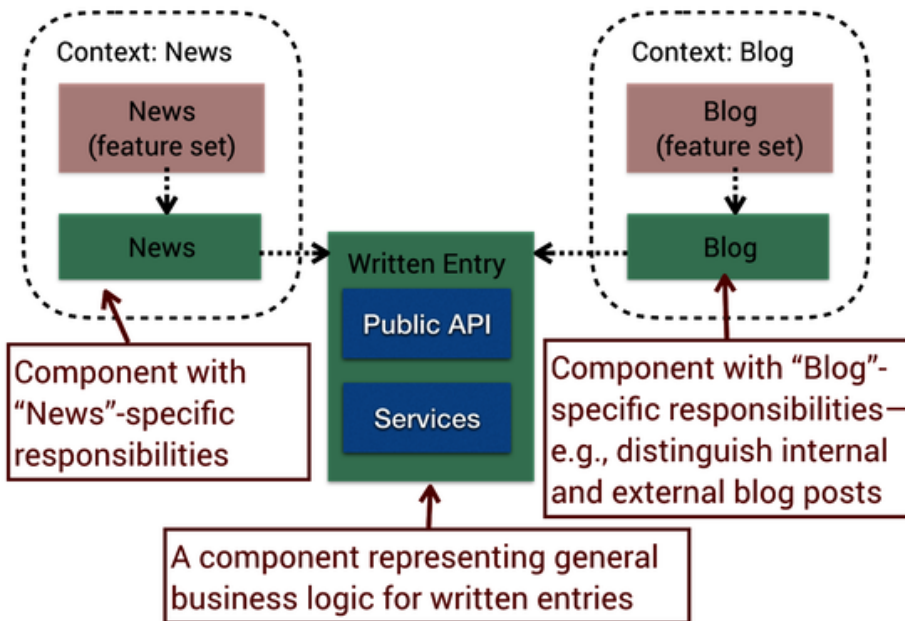 Context: News
News
(feature set)
News
Context: Blog
Blog
(feature set)
Blog
Written Entry
Public API
Services
Component with
“News”-specific
responsibilities
Component with “Blog”-
specific responsibilities—
e.g., distinguish internal
and external blog posts
A component representing general
business logic for written entries